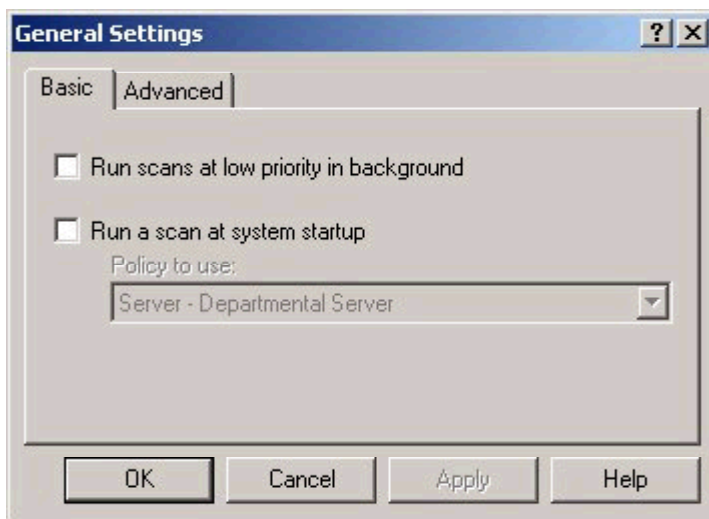 General Settings
Basic Advanced
Run scans at low priority in background
Run a scan at system startup
Policy to use:
Server - Departmental Server
OK Cancel Apply Help